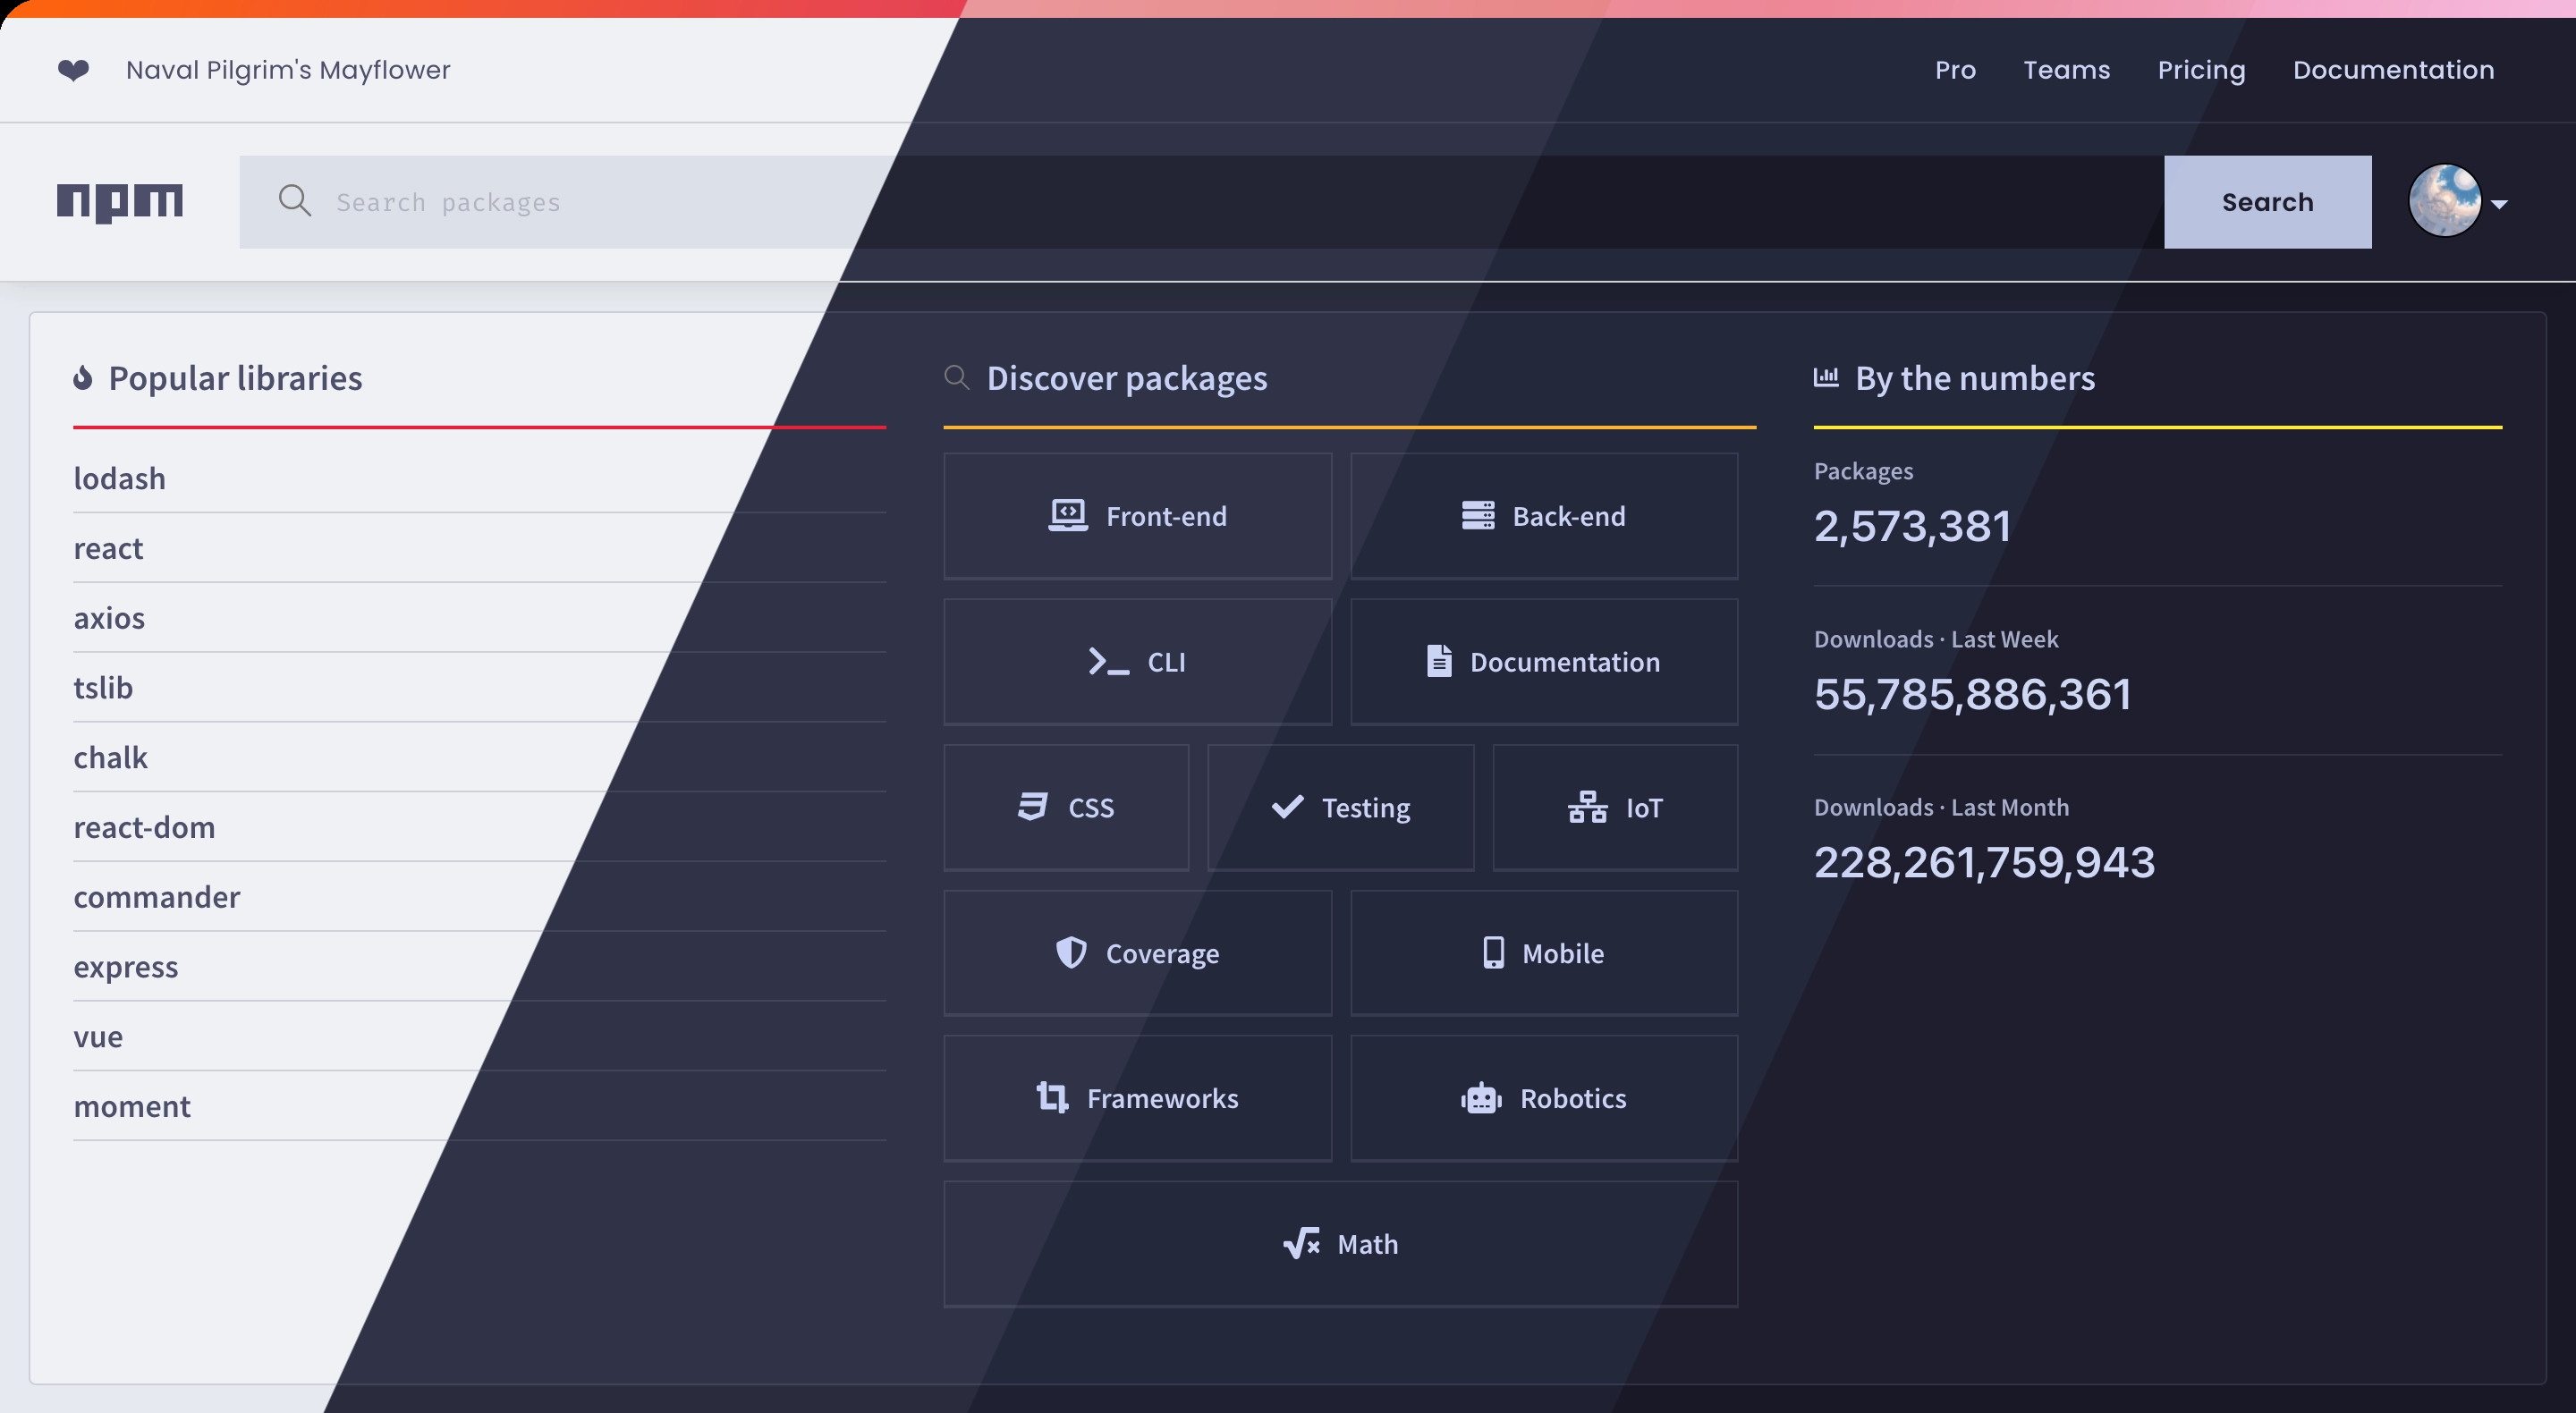 ❤ Naval Pilgrim's Mayflower
Pro Teams Pricing Documentation
npm
Search packages
Search
Popular libraries
lodash
react
axios
tslib
chalk
react-dom
commander
express
vue
moment
Discover packages
Front-end
Back-end
CLI
Documentation
CSS
Testing
IoT
Coverage
Mobile
Frameworks
Robotics
Math
By the numbers
Packages
2,573,381
Downloads · Last Week
55,785,886,361
Downloads · Last Month
228,261,759,943